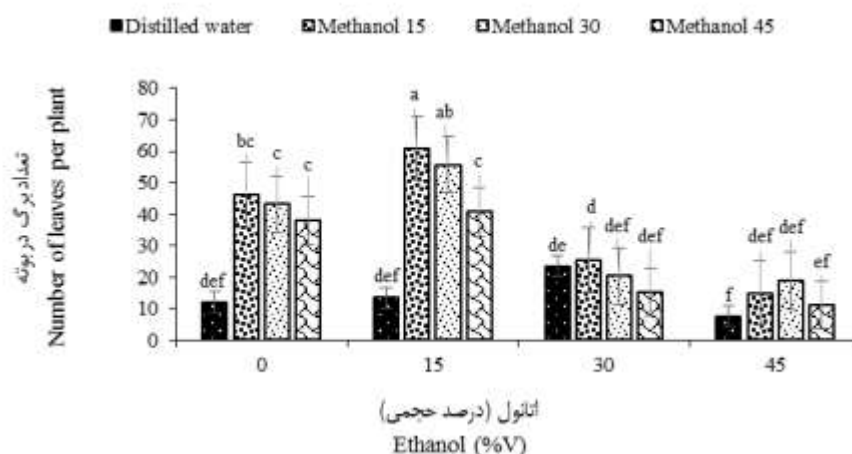 Distilled water Methanol 15 Methanol 30 Methanol 45
تعداد برگ در بوته
Number of leaves per plant
80
70
60
50
40
30
20
10
0
def bc c c
def a ab c
de d def def
f def def ef
0 15 30 45
اتانول (درصد حجمی)
Ethanol (%V)